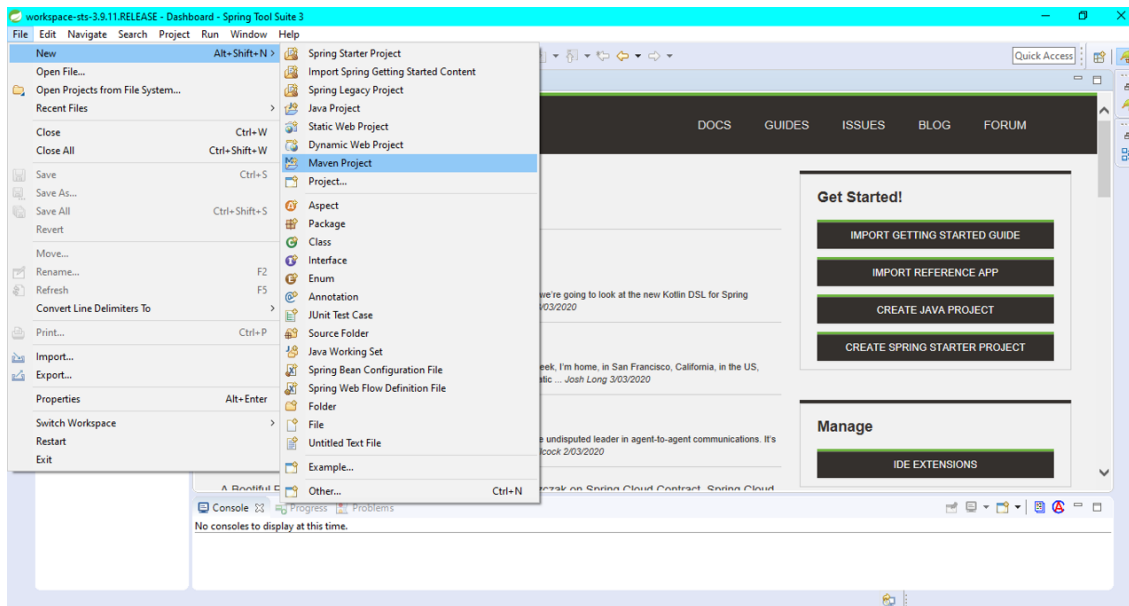 workspace-sts-3.9.11.RELEASE - Dashboard - Spring Tool Suite 3
File Edit Navigate Search Project Run Window Help
New Alt+Shift+N >
Open File...
Open Projects from File System...
Recent Files >
Close Ctrl+W
Close All Ctrl+Shift+W
Save Ctrl+S
Save As...
Save All Ctrl+Shift+S
Revert
Move...
Rename... F2
Refresh F5
Convert Line Delimiters To >
Print... Ctrl+P
Import...
Export...
Properties Alt+Enter
Switch Workspace >
Restart
Exit
Spring Starter Project
Import Spring Getting Started Content
Spring Legacy Project
Java Project
Static Web Project
Dynamic Web Project
Maven Project
Project...
Aspect
Package
Class
Interface
Enum
Annotation
JUnit Test Case
Source Folder
Java Working Set
Spring Bean Configuration File
Spring Web Flow Definition File
Folder
File
Untitled Text File
Example...
Other... Ctrl+N
Quick Access
DOCS GUIDES ISSUES BLOG FORUM
we're going to look at the new Kotlin DSL for Spring
/03/2020
eek, I'm home, in San Francisco, California, in the US,
atic ... Josh Long 3/03/2020
e undisputed leader in agent-to-agent communications. It's
lcock 2/03/2020
A Bootiful
rczak on Spring Cloud Contract, Spring Cloud
Get Started!
IMPORT GETTING STARTED GUIDE
IMPORT REFERENCE APP
CREATE JAVA PROJECT
CREATE SPRING STARTER PROJECT
Manage
IDE EXTENSIONS
Console Progress Problems
No consoles to display at this time.